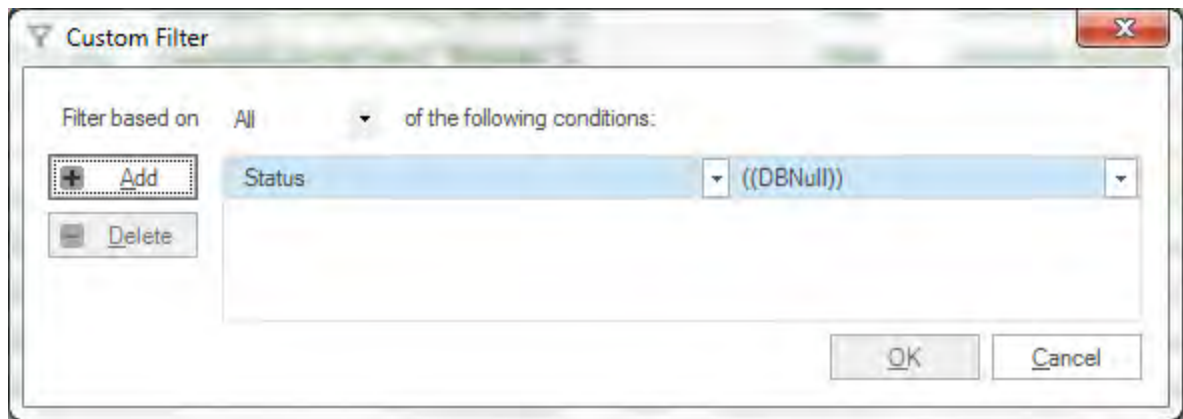 Custom Filter
Filter based on All of the following conditions:
Add Status ((DBNull))
Delete
OK Cancel